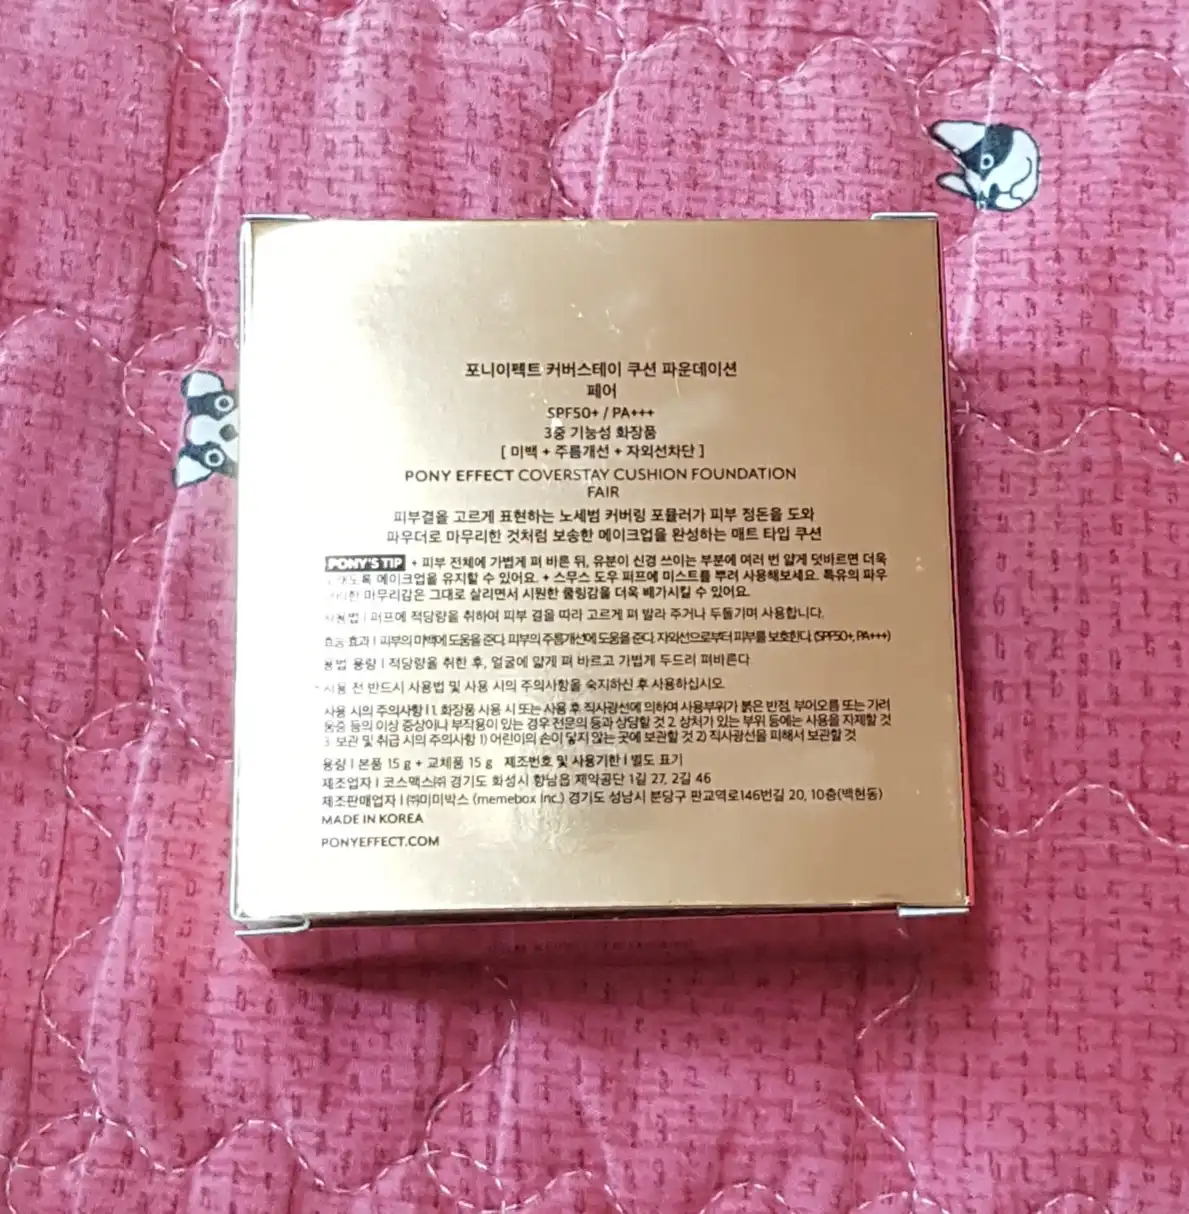 포니이펙트 커버스테이 쿠션 파운데이션
페어
SPF50+ / PA+++
3중 기능성 화장품
[ 미백 + 주름개선 + 자외선차단 ]
PONY EFFECT COVERSTAY CUSHION FOUNDATION
FAIR
피부결을 고르게 표현하는 노세범 커버링 포뮬러가 피부 정돈을 도와
파우더로 마무리한 것처럼 보송한 메이크업을 완성하는 매트 타입 쿠션
PONY'S TIP + 피부 전체에 가볍게 펴 바른 뒤, 유분이 신경 쓰이는 부분에 여러 번 얇게 덧바르면 더욱
메이크업을 유지할 수 있어요. + 스무스 도우 퍼프에 미스트를 뿌려 사용해보세요. 특유의 파우
마무리감은 그대로 살리면서 시원한 쿨링감을 더욱 배가시킬 수 있어요.
사용법 | 퍼프에 적당량을 취하여 피부 결을 따라 고르게 펴 발라 주거나 두들기며 사용합니다.
효능 효과 | 피부의 미백에 도움을 준다. 피부의 주름개선에 도움을 준다. 자외선으로부터 피부를 보호한다. (SPF50+, PA+++)
용법 용량 | 적당량을 취한 후, 얼굴에 얇게 펴 바르고 가볍게 두드려 펴바른다
사용 전 반드시 사용법 및 사용 시의 주의사항을 숙지하신 후 사용하십시오.
사용 시의 주의사항 | 1. 화장품 사용 시 또는 사용 후 직사광선에 의하여 사용부위가 붉은 반점, 부어오름 또는 가려
움증 등의 이상 증상이나 부작용이 있는 경우 전문의 등과 상담할 것 2. 상처가 있는 부위 등에는 사용을 자제할 것
3. 보관 및 취급 시의 주의사항 1) 어린이의 손이 닿지 않는 곳에 보관할 것 2) 직사광선을 피해서 보관할 것
용량 | 본품 15 g + 교체품 15 g 제조번호 및 사용기한 | 별도 표기
제조업자 | 코스맥스㈜ 경기도 화성시 향남읍 제약공단 1길 27, 2길 46
제조판매업자 | ㈜미미박스 (memebox Inc.) 경기도 성남시 분당구 판교역로146번길 20, 10층(백현동)
MADE IN KOREA
PONYEFFECT.COM